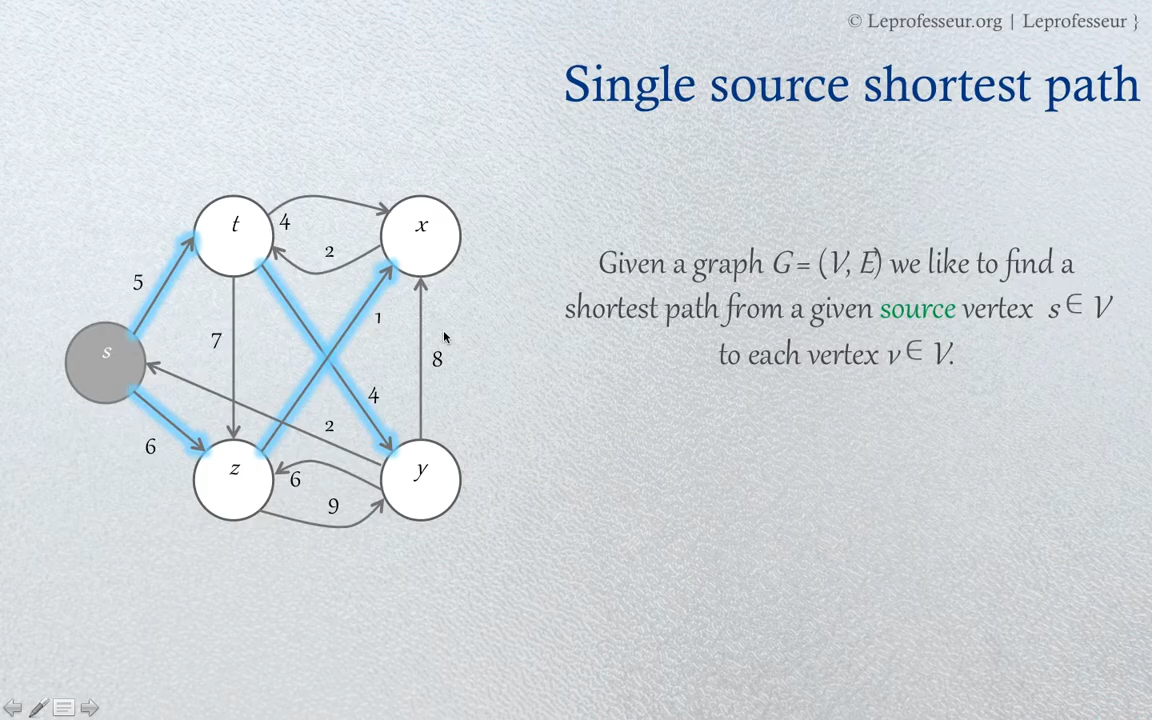 © Leprofesseur.org | Leprofesseur }
Single source shortest path
t
4
x
2
5
1
Given a graph G = (V, E) we like to find a
shortest path from a given source vertex s ∈ V
to each vertex v ∈ V.
s
7
8
4
2
6
z
6
y
9